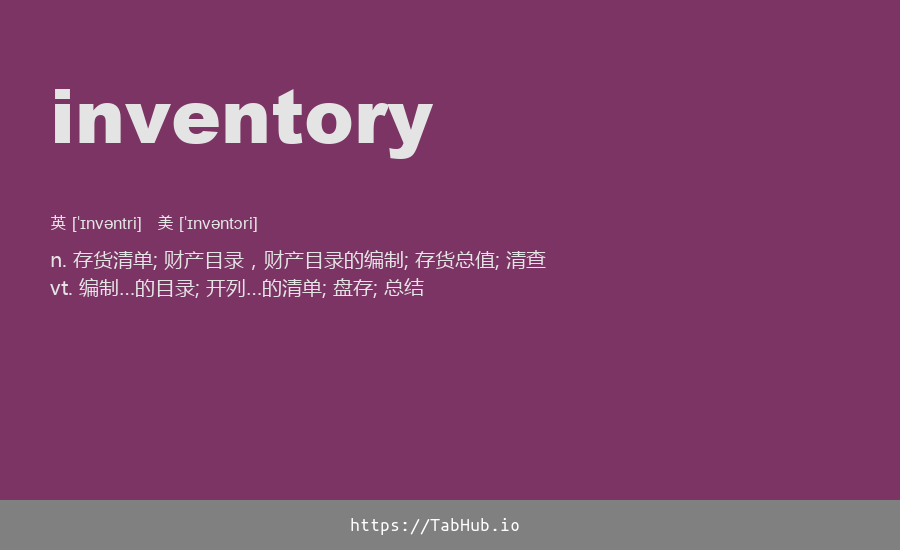 inventory
英 [ˈɪnvəntri] 美 [ˈɪnvəntɔri]
n. 存货清单; 财产目录，财产目录的编制; 存货总值; 清查
vt. 编制…的目录; 开列…的清单; 盘存; 总结
https://TabHub.io